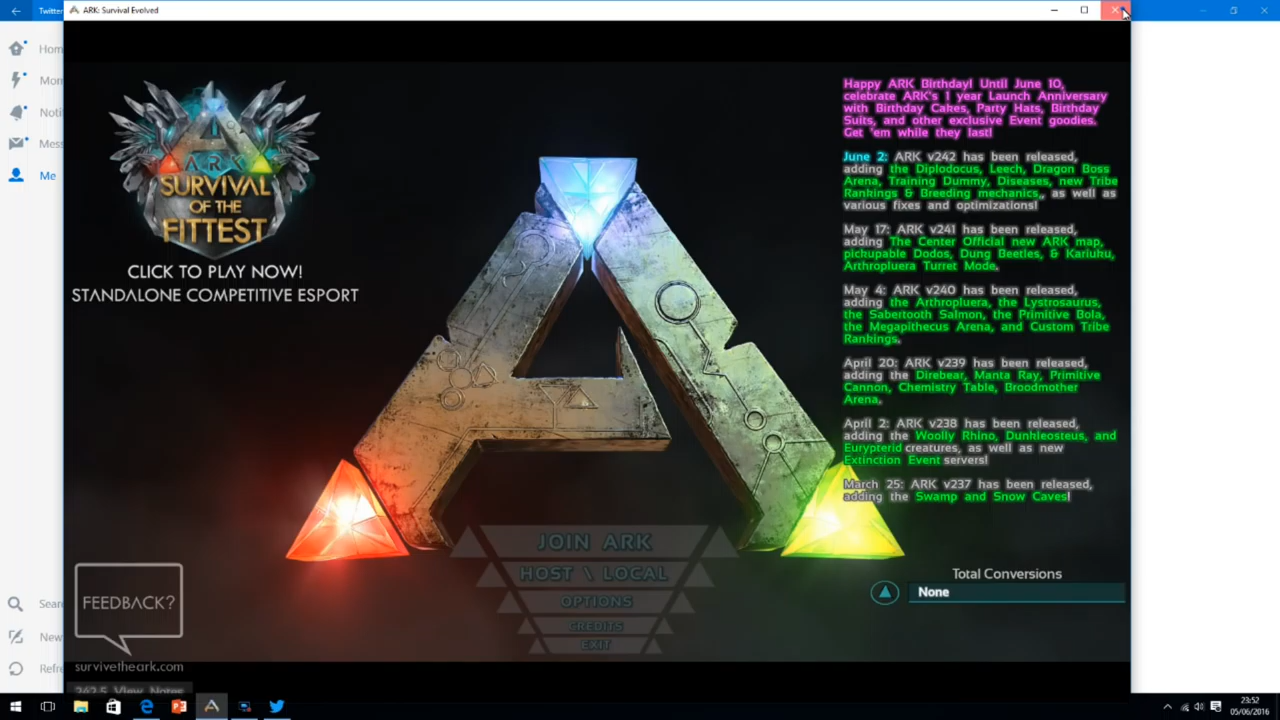 Twitter
ARK: Survival Evolved
Hom
Mom
Noti
Mess
Me
Sear
New
Refre
ARK
SURVIVAL
OF THE
FITTEST
CLICK TO PLAY NOW!
STANDALONE COMPETITIVE ESPORT
Happy ARK Birthday! Until June 10,
celebrate ARK's 1 year Launch Anniversary
with Birthday Cakes, Party Hats, Birthday
Suits, and other exclusive Event goodies.
Get 'em while they last!
June 2: ARK v242 has been released,
adding the Diplodocus, Leech, Dragon Boss
Arena, Training Dummy, Diseases, new Tribe
Rankings & Breeding mechanics,, as well as
various fixes and optimizations!
May 17: ARK v241 has been released,
adding The Center Official new ARK map,
pickupable Dodos, Dung Beetles, & Kariuku,
Arthropluera Turret Mode.
May 4: ARK v240 has been released,
adding the Arthropluera, the Lystrosaurus,
the Sabertooth Salmon, the Primitive Bola,
the Megapithecus Arena, and Custom Tribe
Rankings.
April 20: ARK v239 has been released,
adding the Direbear, Manta Ray, Primitive
Cannon, Chemistry Table, Broodmother
Arena.
April 2: ARK v238 has been released,
adding the Woolly Rhino, Dunkleosteus, and
Eurypterid creatures, as well as new
Extinction Event servers!
March 25: ARK v237 has been released,
adding the Swamp and Snow Caves!
JOIN ARK
HOST \ LOCAL
OPTIONS
CREDITS
EXIT
FEEDBACK?
survivetheark.com
Total Conversions
None
View Notes
23:52
05/06/2016